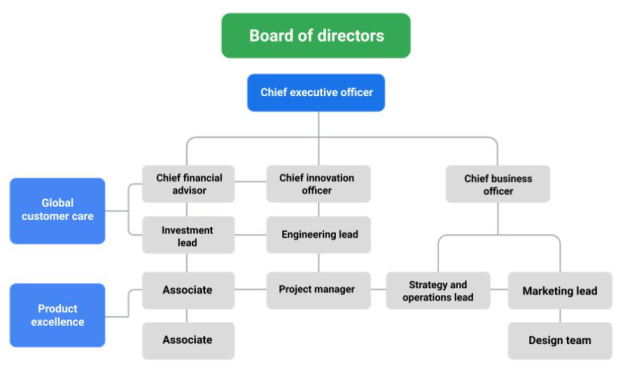 Board of directors
Chief executive officer
Chief financial
advisor
Chief innovation
officer
Chief business
officer
Global
customer care
Investment
lead
Engineering lead
Product
excellence
Associate
Project manager
Strategy and
operations lead
Marketing lead
Associate
Design team